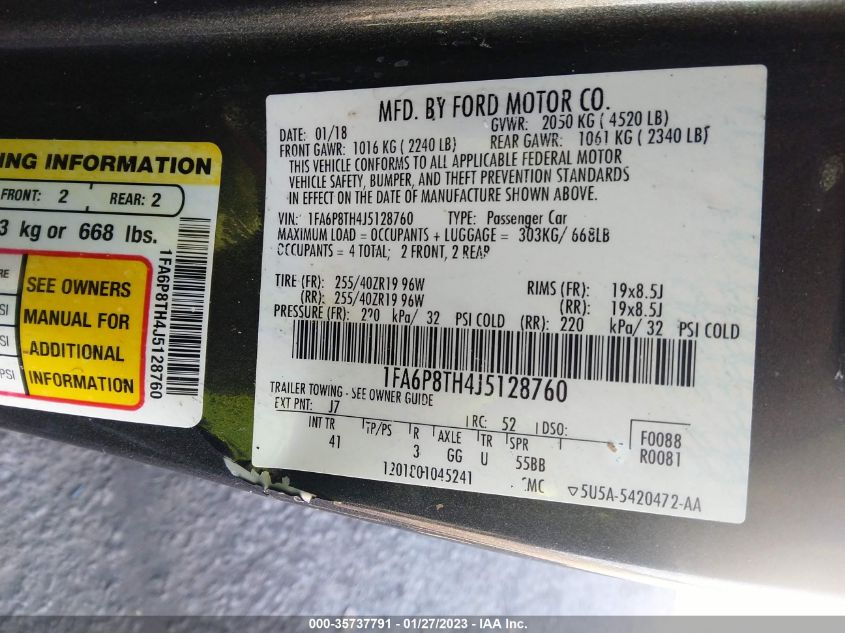 NG INFORMATION
FRONT: 2 REAR: 2
3 kg or 668 lbs.
SEE OWNERS
MANUAL FOR
ADDITIONAL
INFORMATION
RE
SI
SI
PSI
1FA6P8TH4J5128760
MFD. BY FORD MOTOR CO.
DATE: 01/18 GVWR: 2050 KG ( 4520 LB)
FRONT GAWR: 1016 KG ( 2240 LB) REAR GAWR: 1061 KG ( 2340 LB)
THIS VEHICLE CONFORMS TO ALL APPLICABLE FEDERAL MOTOR
VEHICLE SAFETY, BUMPER, AND THEFT PREVENTION STANDARDS
IN EFFECT ON THE DATE OF MANUFACTURE SHOWN ABOVE.
VIN: 1FA6P8TH4J5128760 TYPE: Passenger Car
MAXIMUM LOAD = OCCUPANTS + LUGGAGE = 303KG/ 668LB
OCCUPANTS = 4 TOTAL; 2 FRONT, 2 REAR
TIRE (FR): 255/40ZR19 96W RIMS (FR): 19x8.5J
(RR): 255/40ZR19 96W (RR): 19x8.5J
PRESSURE (FR): 220 kPa/ 32 PSI COLD (RR): 220 kPa/ 32 PSI COLD
1FA6P8TH4J5128760
TRAILER TOWING - SEE OWNER GUIDE
EXT PNT: J7 RC: 52 DSO: F0088
INT TR TP/PS R AXLE TR SPR R0081
41 3 GG U 55BB
1201801045241 5U5A-5420472-AA
000-35737791 - 01/27/2023 - IAA Inc.